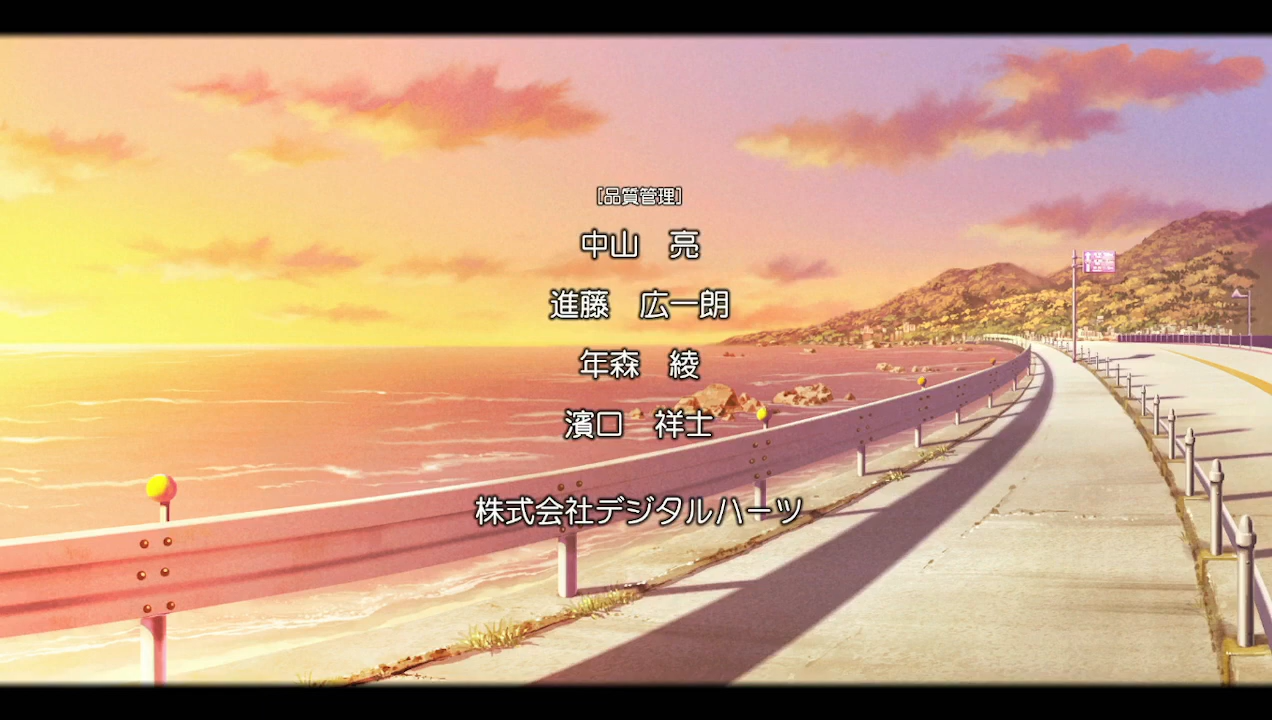 [品質管理]
中山　亮
進藤　広一朗
年森　綾
濱口　祥士
株式会社デジタルハーツ